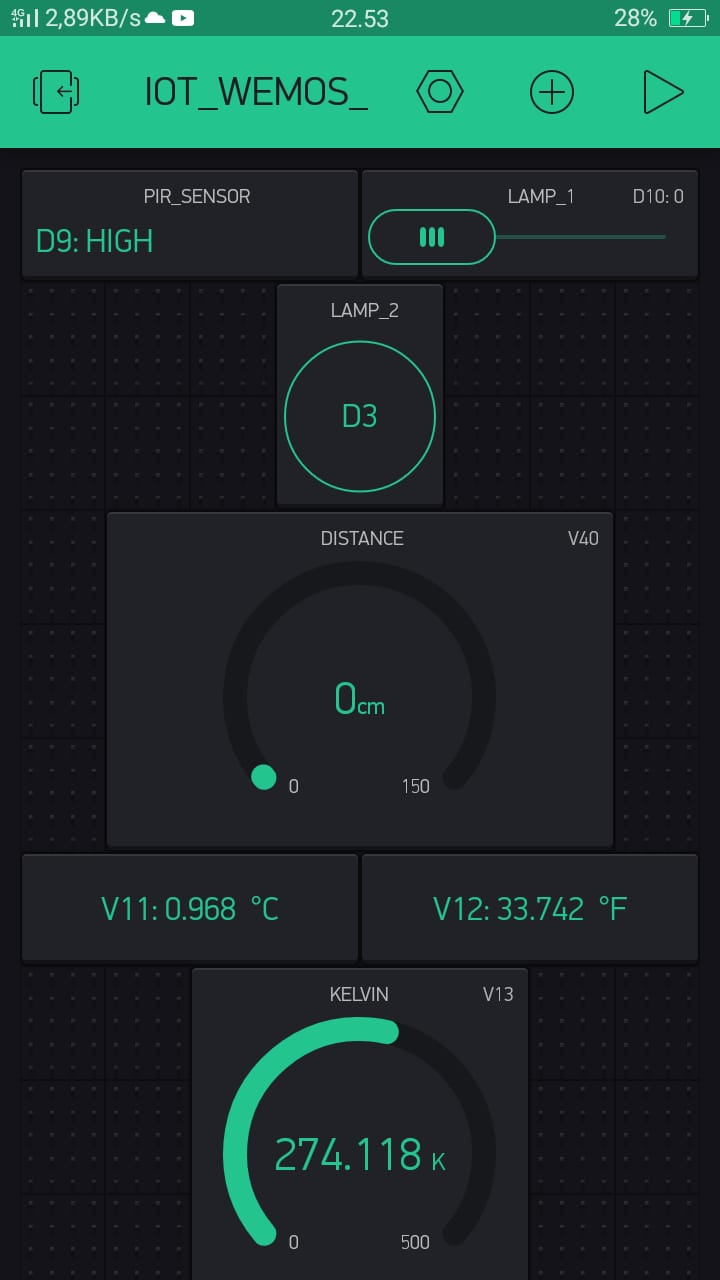 4G 2,89KB/s 22.53 28%
IOT_WEMOS_
PIR_SENSOR
D9: HIGH
LAMP_1 D10: 0
LAMP_2
D3
DISTANCE V40
0cm
0 150
V11: 0.968 °C
V12: 33.742 °F
KELVIN V13
274.118 K
0 500